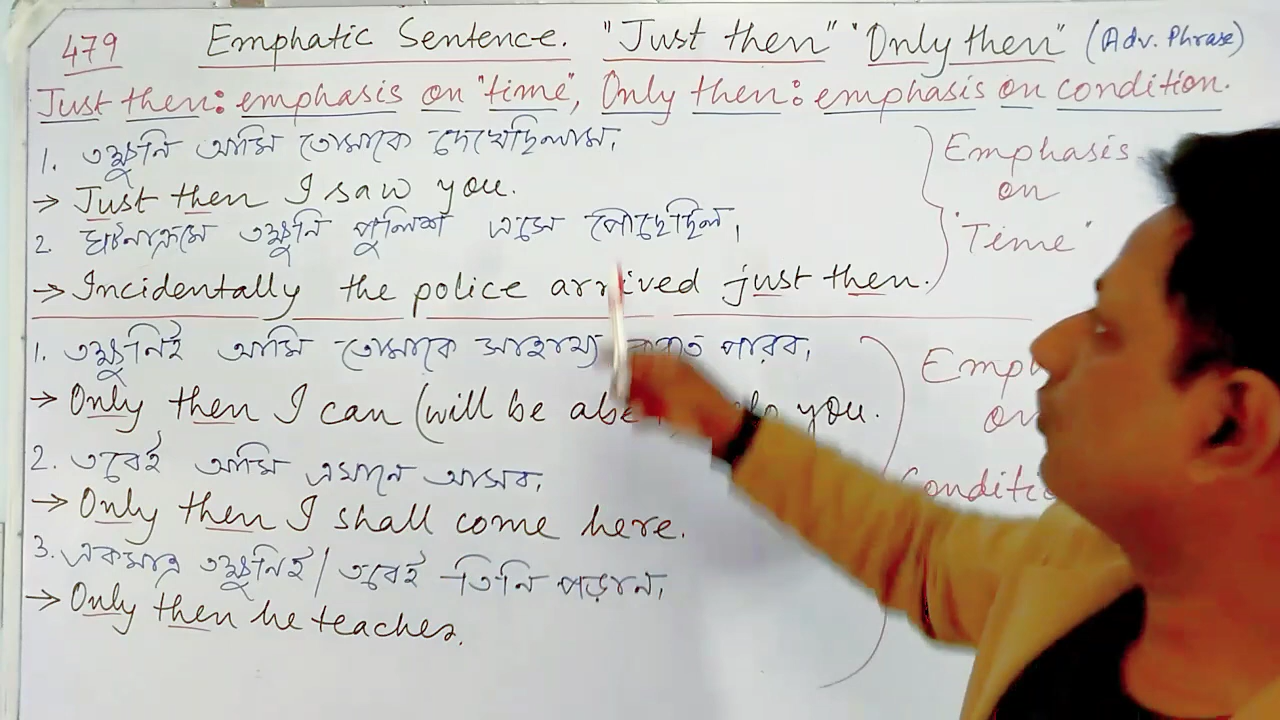 479 Emphatic Sentence. "Just then" "Only then" (Adv. Phrase)
Just then: emphasis on "time", Only then: emphasis on condition.
1. তক্ষুনি আমি তোমাকে দেখেছিলাম।
→ Just then I saw you.
2. ঘটনাক্রমে তক্ষুনি পুলিশ এসে পৌছেছিল।
→ Incidentally the police arrived just then.
Emphasis
on
'Time'
1. তক্ষুনিই আমি তোমাকে সাহায্য পারব।
→ Only then I can (will be you.
2. তবেই আমি এখানে আসব।
→ Only then I shall come here.
3. একমাত্র তক্ষুনিই / তবেই তিনি পড়ান।
→ Only then he teaches.
on